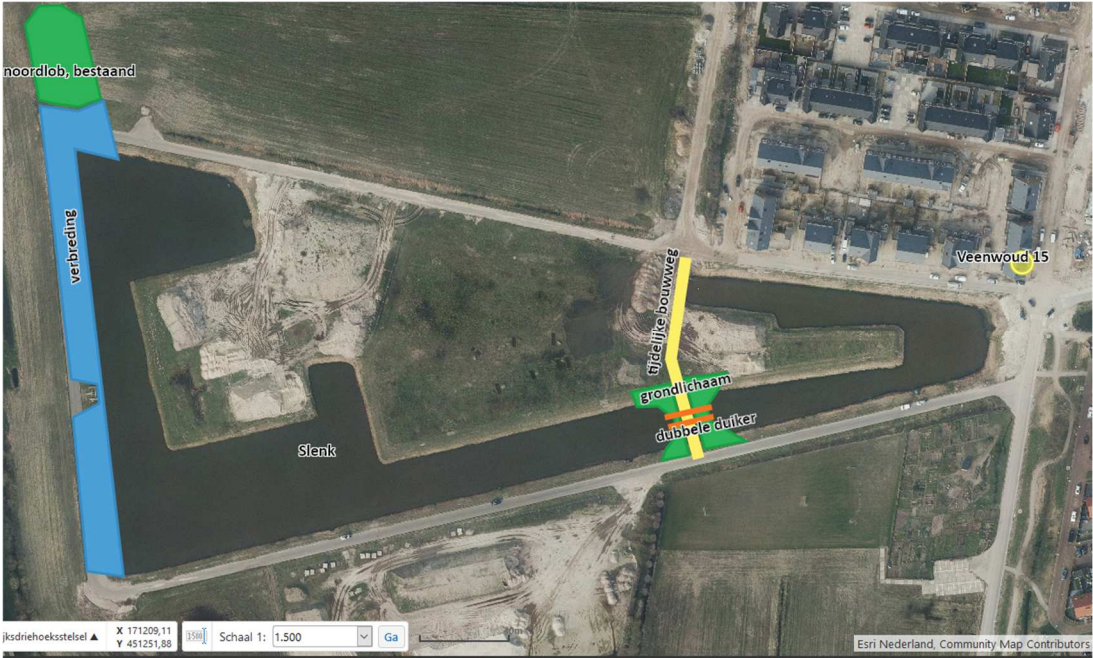 noordlob, bestaand
verbreding
Veenwoud 15
tijdelijke bouwweg
grondlichaam
dubbele duiker
Slenk
jksdriehoeksstelsel ▲
X 171209,11
Y 451251,88
1500
Schaal 1:
1.500
Ga
Esri Nederland, Community Map Contributors